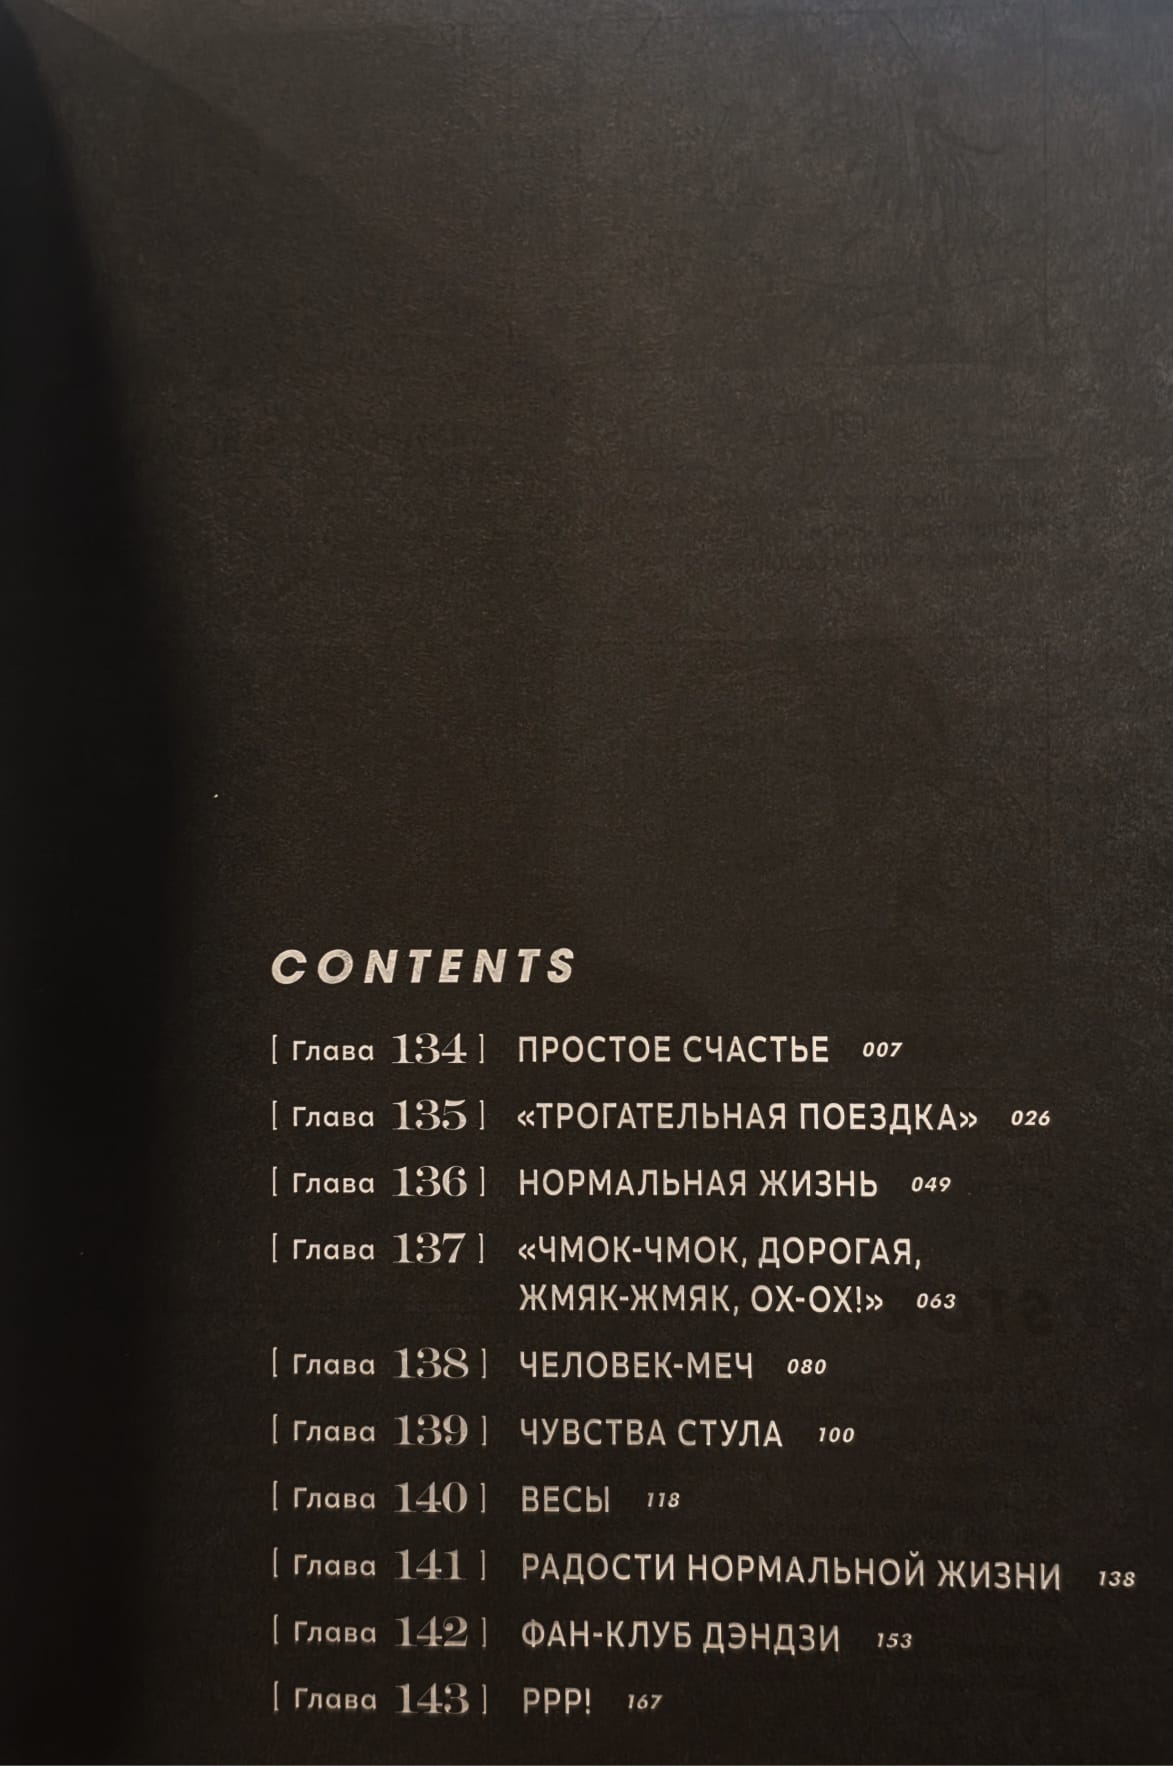 CONTENTS
[ Глава 134 ] ПРОСТОЕ СЧАСТЬЕ 007
[ Глава 135 ] «ТРОГАТЕЛЬНАЯ ПОЕЗДКА» 026
[ Глава 136 ] НОРМАЛЬНАЯ ЖИЗНЬ 049
[ Глава 137 ] «ЧМОК-ЧМОК, ДОРОГАЯ,
ЖМЯК-ЖМЯК, ОХ-ОХ!» 063
[ Глава 138 ] ЧЕЛОВЕК-МЕЧ 080
[ Глава 139 ] ЧУВСТВА СТУЛА 100
[ Глава 140 ] ВЕСЫ 118
[ Глава 141 ] РАДОСТИ НОРМАЛЬНОЙ ЖИЗНИ 138
[ Глава 142 ] ФАН-КЛУБ ДЭНДЗИ 153
[ Глава 143 ] РРР! 167